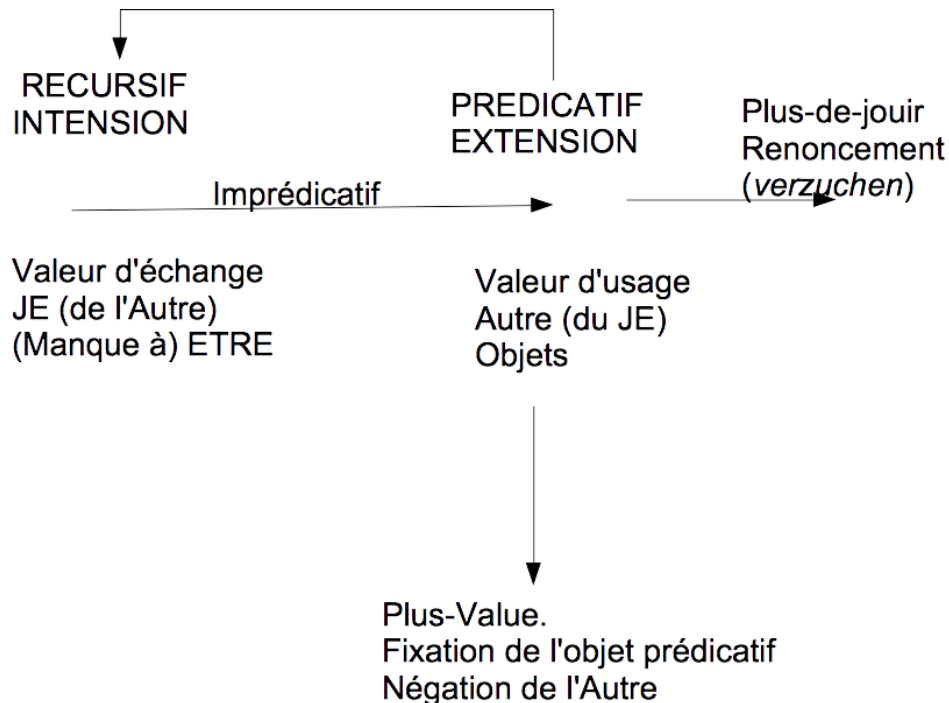 RECURSIF
INTENSION
PREDICATIF
EXTENSION
Plus-de-jouir
Renoncement
(verzuchen)
Imprédicatif
Valeur d'échange
JE (de l'Autre)
(Manque à) ETRE
Valeur d'usage
Autre (du JE)
Objets
Plus-Value.
Fixation de l'objet prédicatif
Négation de l'Autre